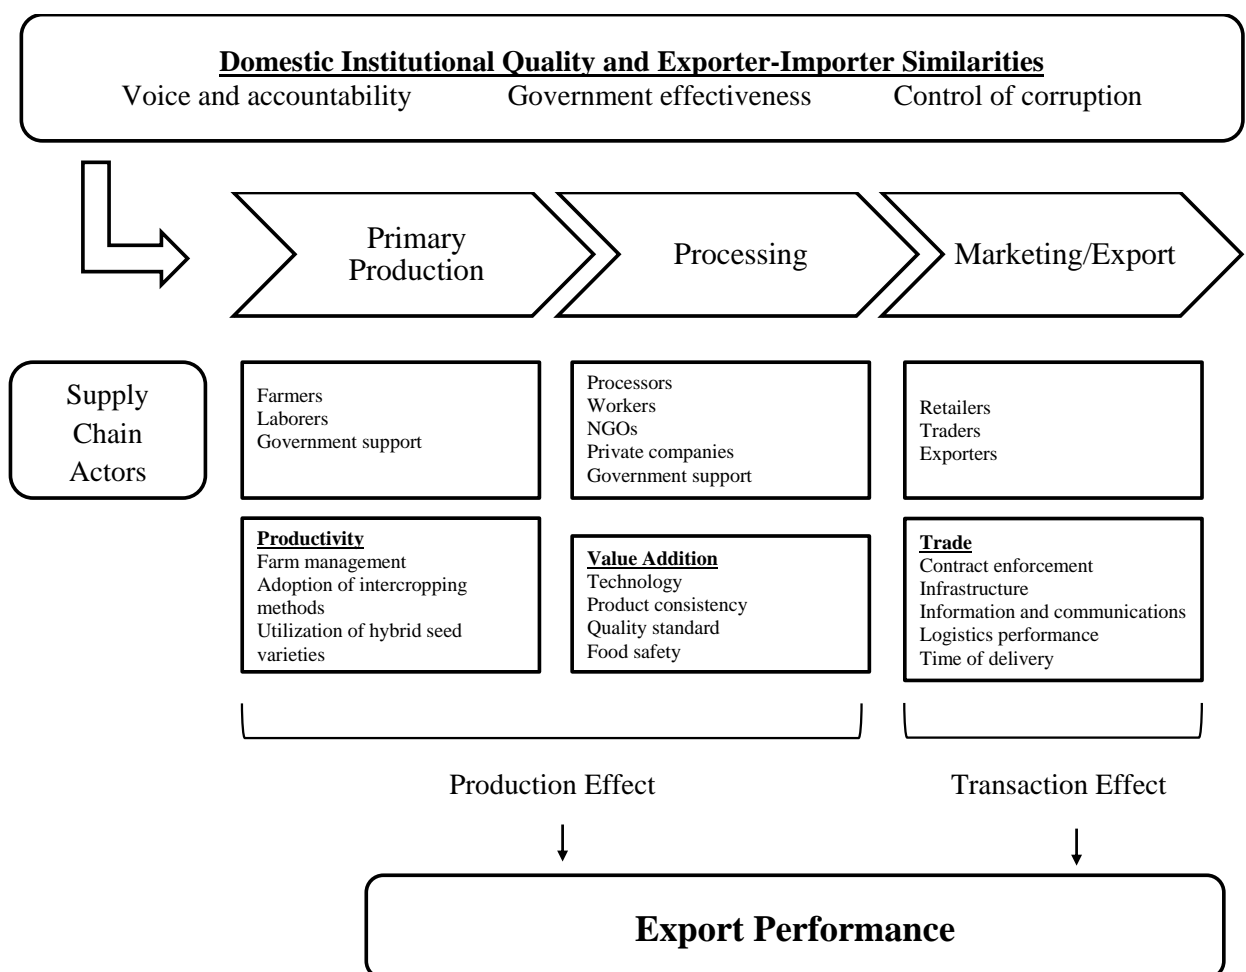 Domestic Institutional Quality and Exporter-Importer Similarities
Voice and accountability Government effectiveness Control of corruption
Primary
Production
Processing
Marketing/Export
Supply
Chain
Actors
Farmers
Laborers
Government support
Processors
Workers
NGOs
Private companies
Government support
Retailers
Traders
Exporters
Productivity
Farm management
Adoption of intercropping
methods
Utilization of hybrid seed
varieties
Value Addition
Technology
Product consistency
Quality standard
Food safety
Trade
Contract enforcement
Infrastructure
Information and communications
Logistics performance
Time of delivery
Production Effect
Transaction Effect
Export Performance